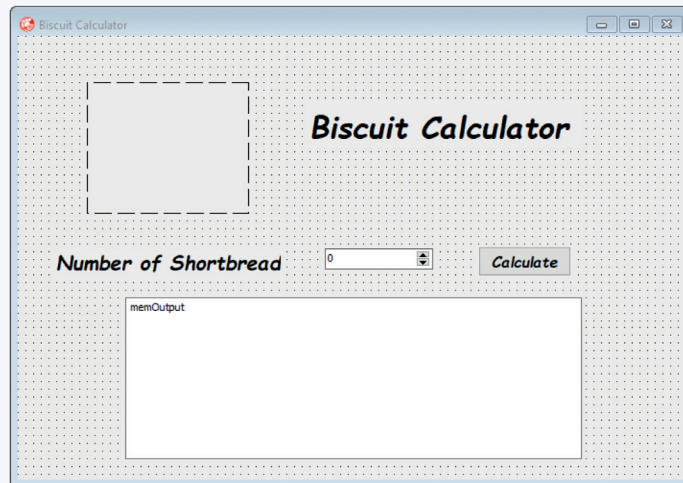 Biscuit Calculator
Biscuit Calculator
Number of Shortbread
0
Calculate
memOutput